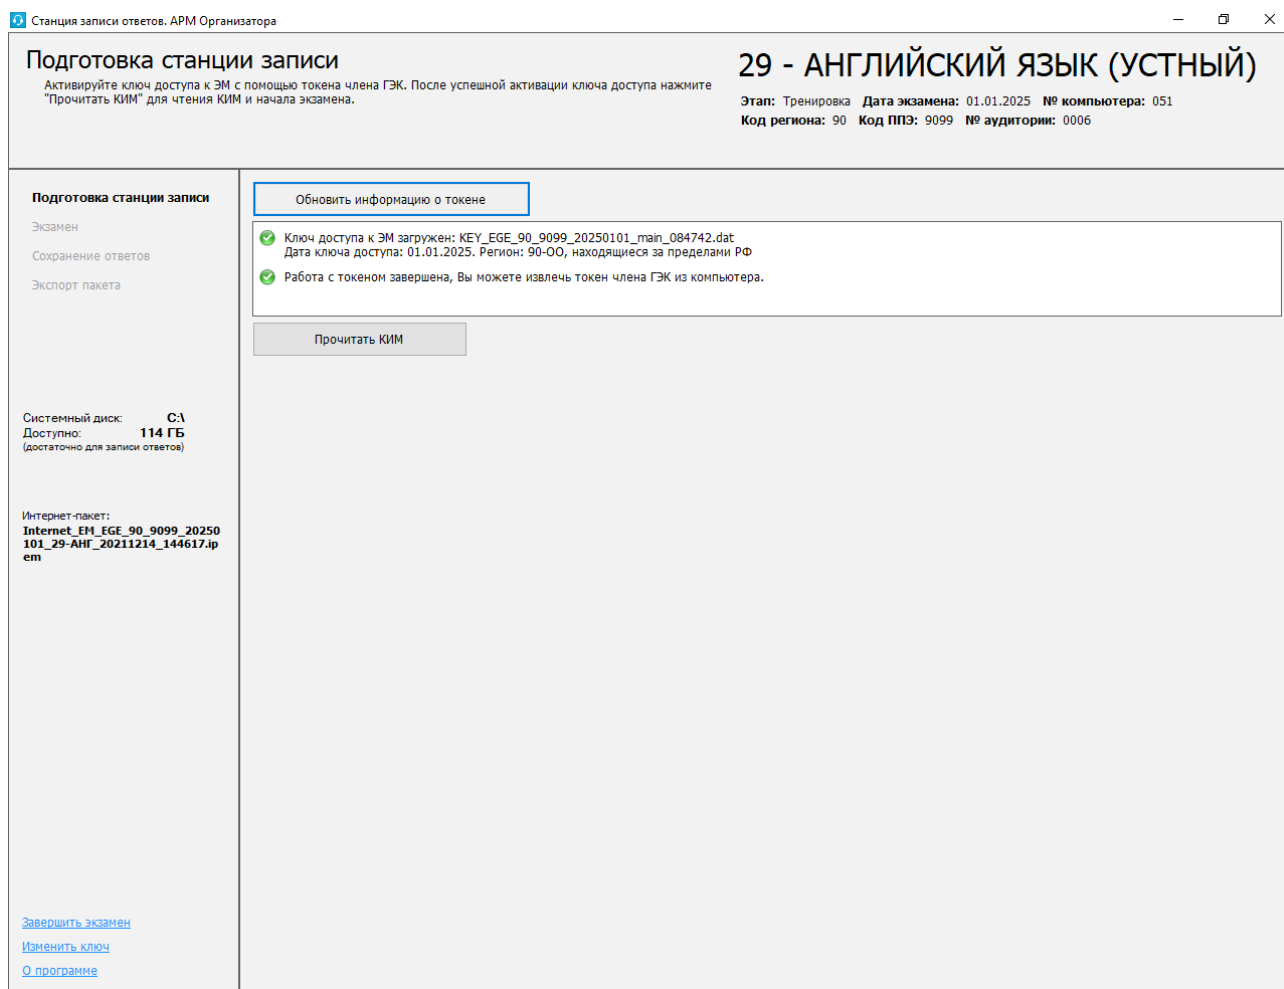 Станция записи ответов. АРМ Организатора
Подготовка станции записи
Активируйте ключ доступа к ЭМ с помощью токена члена ГЭК. После успешной активации ключа доступа нажмите
"Прочитать КИМ" для чтения КИМ и начала экзамена.
29 - АНГЛИЙСКИЙ ЯЗЫК (УСТНЫЙ)
Этап: Тренировка Дата экзамена: 01.01.2025 № компьютера: 051
Код региона: 90 Код ППЭ: 9099 № аудитории: 0006
Подготовка станции записи
Экзамен
Сохранение ответов
Экспорт пакета
Системный диск: C:\
Доступно: 114 ГБ
(достаточно для записи ответов)
Интернет-пакет:
Internet_EM_EGE_90_9099_20250
101_29-АНГ_20211214_144617.ip
em
Завершить экзамен
Изменить ключ
О программе
Обновить информацию о токене
Ключ доступа к ЭМ загружен: KEY_EGE_90_9099_20250101_main_084742.dat
Дата ключа доступа: 01.01.2025. Регион: 90-ОО, находящиеся за пределами РФ
Работа с токеном завершена, Вы можете извлечь токен члена ГЭК из компьютера.
Прочитать КИМ